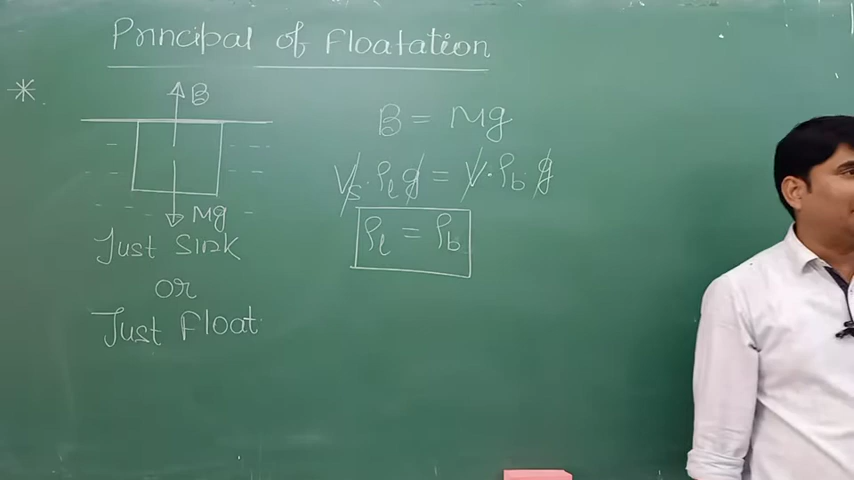 Principal of Floatation
*
B
B = Mg
Vs·ρl g = V·ρb·g
Mg
ρl = ρb
Just Sink
or
Just Float